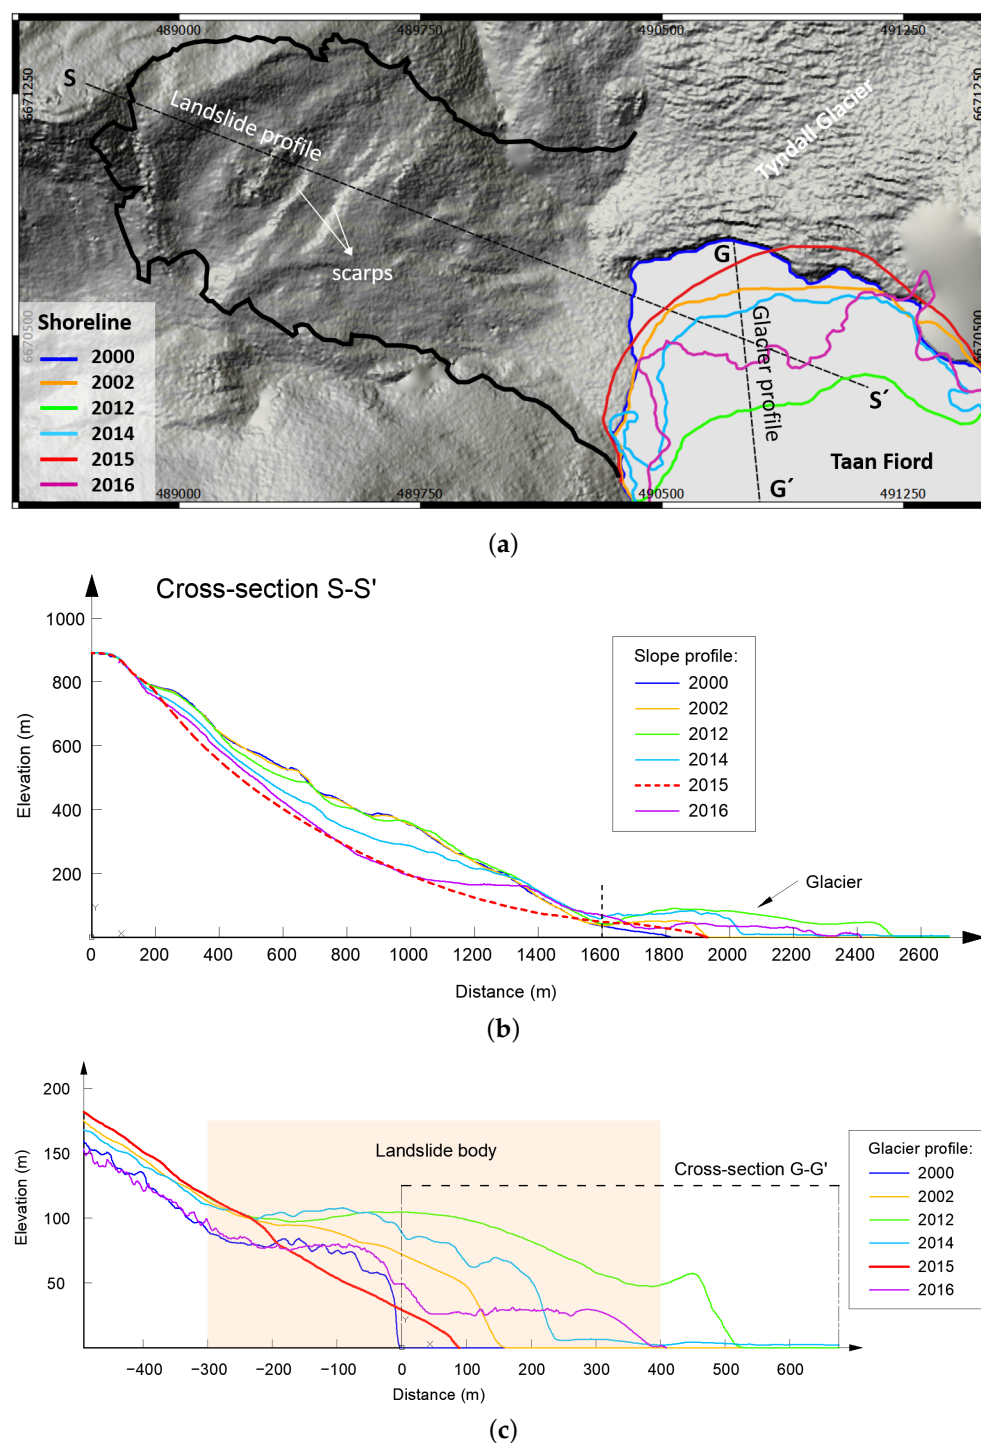 489000 489750 490500 491250
6671250
6671250
S
Landslide profile
Tyndall Glacier
scarps
G
Glacier profile
S´
G´
Taan Fiord
Shoreline
2000
2002
2012
2014
2015
2016
6670500
6670500
489000 489750 490500 491250
(a)
Cross-section S-S'
1000
800
600
400
200
Elevation (m)
Slope profile:
2000
2002
2012
2014
2015
2016
Glacier
Y
X
0 200 400 600 800 1000 1200 1400 1600 1800 2000 2200 2400 2600
Distance (m)
(b)
200
150
100
50
Elevation (m)
Landslide body
Cross-section G-G'
Glacier profile:
2000
2002
2012
2014
2015
2016
Y
X
−400 −300 −200 −100 0 100 200 300 400 500 600
Distance (m)
(c)